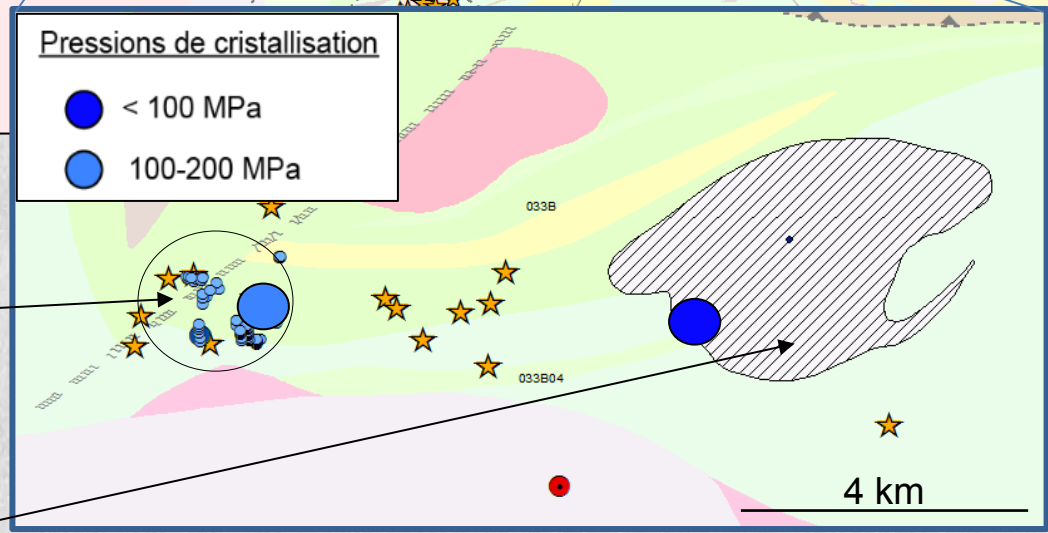 Pressions de cristallisation
< 100 MPa
100-200 MPa
033B
033B04
4 km